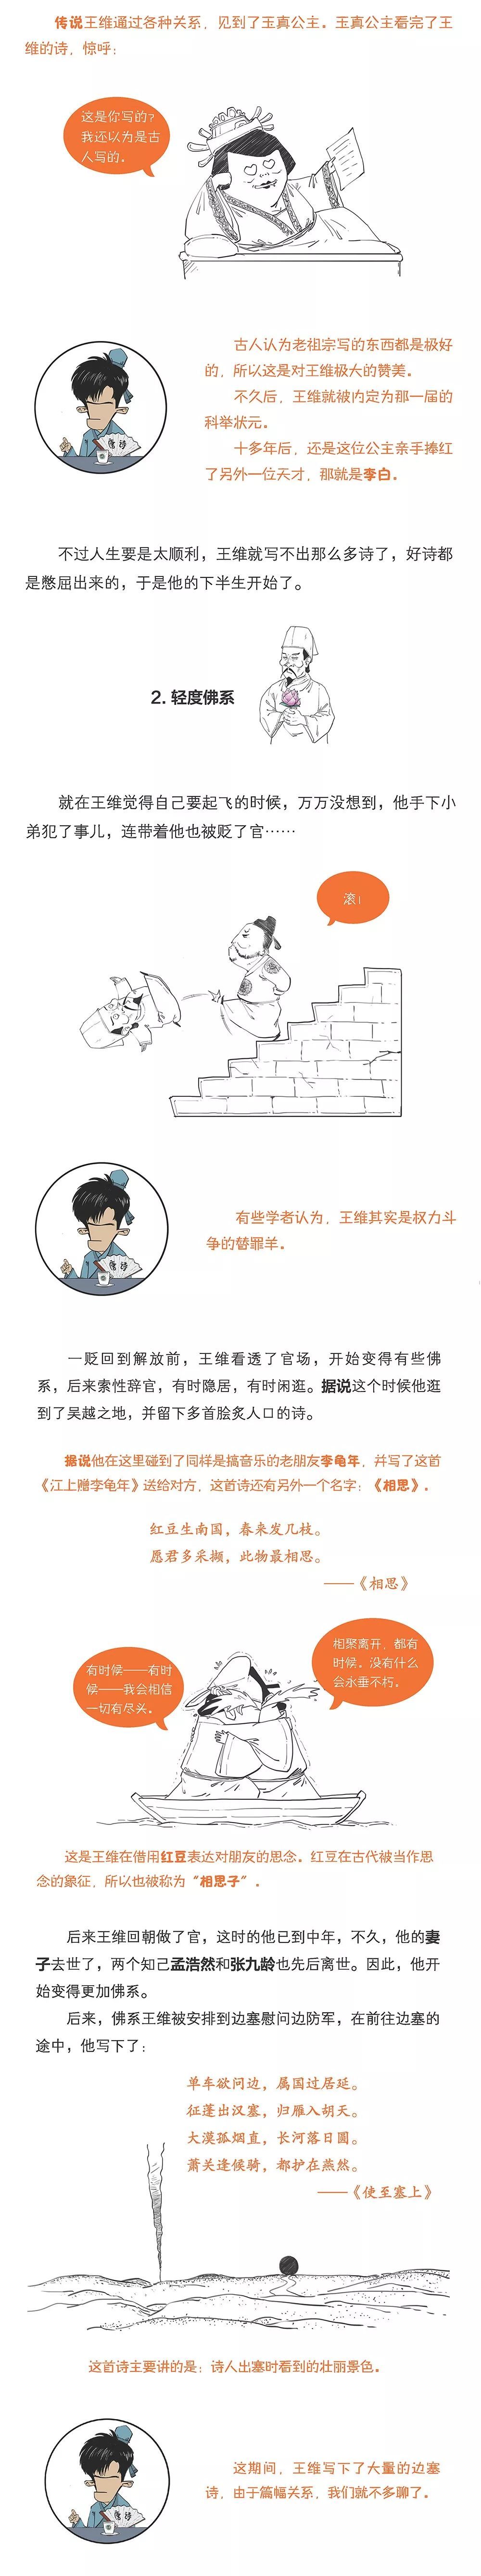 传说王维通过各种关系，见到了玉真公主。玉真公主看完了王
维的诗，惊呼：
这是你写的？
我还以为是古
人写的。
古人认为老祖宗写的东西都是极好
的，所以这是对王维极大的赞美。
不久后，王维就被内定为那一届的
科举状元。
十多年后，还是这位公主亲手捧红
了另外一位天才，那就是李白。
唐诗
不过人生要是太顺利，王维就写不出那么多诗了，好诗都
是憋屈出来的，于是他的下半生开始了。
2. 轻度佛系
就在王维觉得自己要起飞的时候，万万没想到，他手下小
弟犯了事儿，连带着他也被贬了官……
滚！
有些学者认为，王维其实是权力斗
争的替罪羊。
唐诗
一贬回到解放前，王维看透了官场，开始变得有些佛
系，后来索性辞官，有时隐居，有时闲逛。据说这个时候他逛
到了吴越之地，并留下多首脍炙人口的诗。
据说他在这里碰到了同样是搞音乐的老朋友李龟年，并写了这首
《江上赠李龟年》送给对方，这首诗还有另外一个名字：《相思》。
红豆生南国，春来发几枝。
愿君多采撷，此物最相思。
——《相思》
有时候——有时
候——我会相信
一切有尽头。
相聚离开，都有
时候。没有什么
会永垂不朽。
这是王维在借用红豆表达对朋友的思念。红豆在古代被当作思
念的象征，所以也被称为“相思子”。
后来王维回朝做了官，这时的他已到中年，不久，他的妻
子去世了，两个知己孟浩然和张九龄也先后离世。因此，他开
始变得更加佛系。
后来，佛系王维被安排到边塞慰问边防军，在前往边塞的
途中，他写下了：
单车欲问边，属国过居延。
征蓬出汉塞，归雁入胡天。
大漠孤烟直，长河落日圆。
萧关逢候骑，都护在燕然。
——《使至塞上》
这首诗主要讲的是：诗人出塞时看到的壮丽景色。
这期间，王维写下了大量的边塞
诗，由于篇幅关系，我们就不多聊了。
唐诗